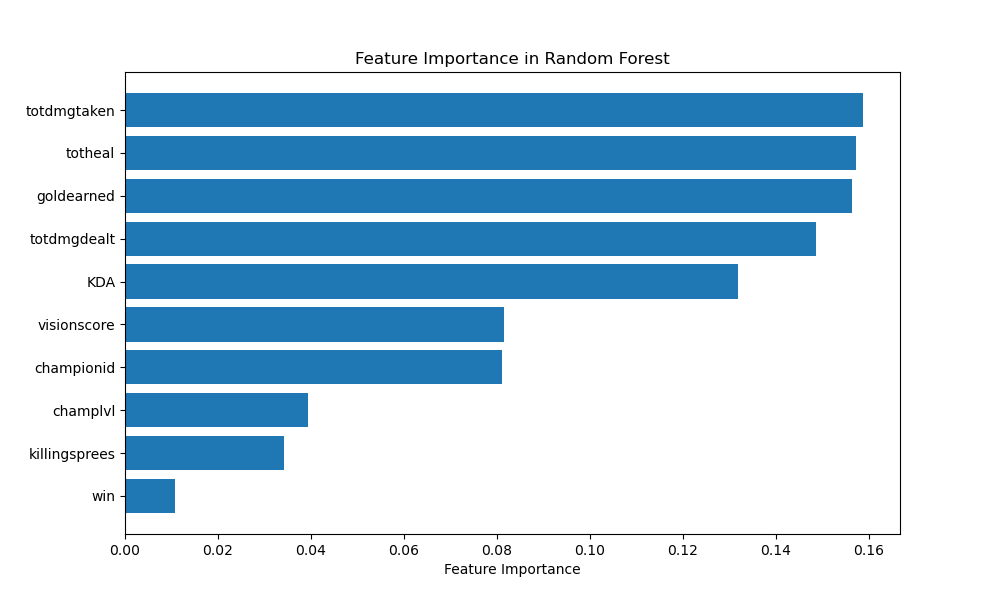 Feature Importance in Random Forest
totdmgtaken
totheal
goldearned
totdmgdealt
KDA
visionscore
championid
champlvl
killingsprees
win
0.00 0.02 0.04 0.06 0.08 0.10 0.12 0.14 0.16
Feature Importance